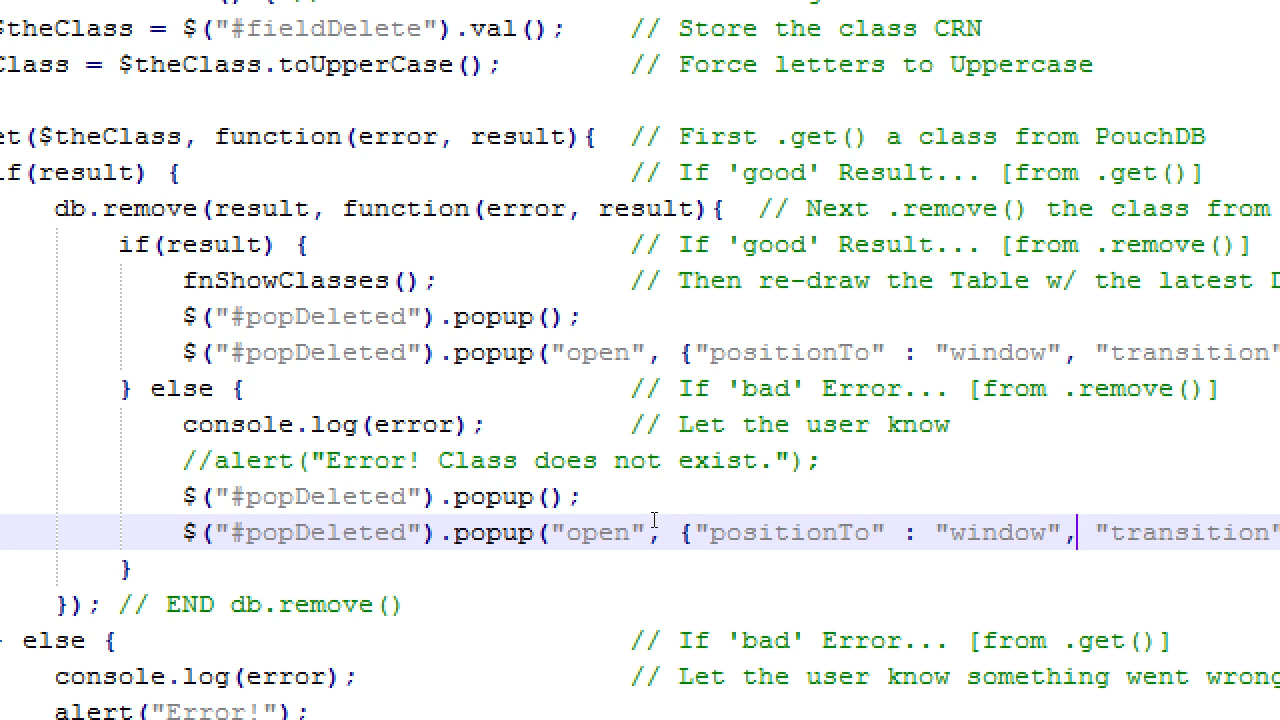 $theClass = $("#fieldDelete").val(); // Store the class CRN
Class = $theClass.toUpperCase(); // Force letters to Uppercase
et($theClass, function(error, result){ // First .get() a class from PouchDB
if(result) { // If 'good' Result... [from .get()]
db.remove(result, function(error, result){ // Next .remove() the class from
if(result) { // If 'good' Result... [from .remove()]
fnShowClasses(); // Then re-draw the Table w/ the latest
$("#popDeleted").popup();
$("#popDeleted").popup("open", {"positionTo" : "window", "transition"
} else { // If 'bad' Error... [from .remove()]
console.log(error); // Let the user know
//alert("Error! Class does not exist.");
$("#popDeleted").popup();
$("#popDeleted").popup("open", {"positionTo" : "window", "transition"
}
}); // END db.remove()
else { // If 'bad' Error... [from .get()]
console.log(error); // Let the user know something went wrong
alert("Error!");